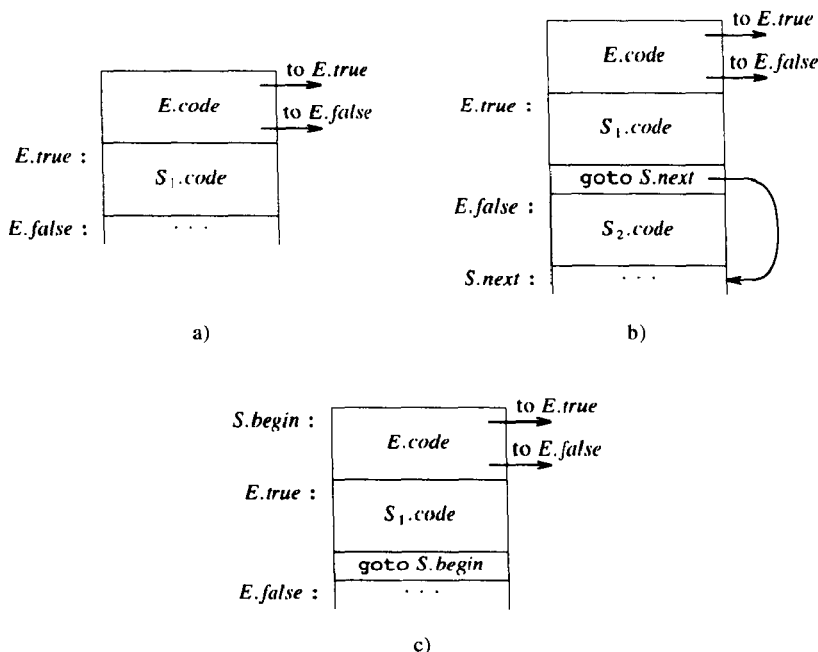 E.code
to E.true
to E.false
E.true :
S₁.code
E.false :
. . .
a)
E.code
to E.true
to E.false
E.true :
S₁.code
goto S.next
E.false :
S₂.code
S.next :
. . .
b)
S.begin :
E.code
to E.true
to E.false
E.true :
S₁.code
goto S.begin
E.false :
. . .
c)